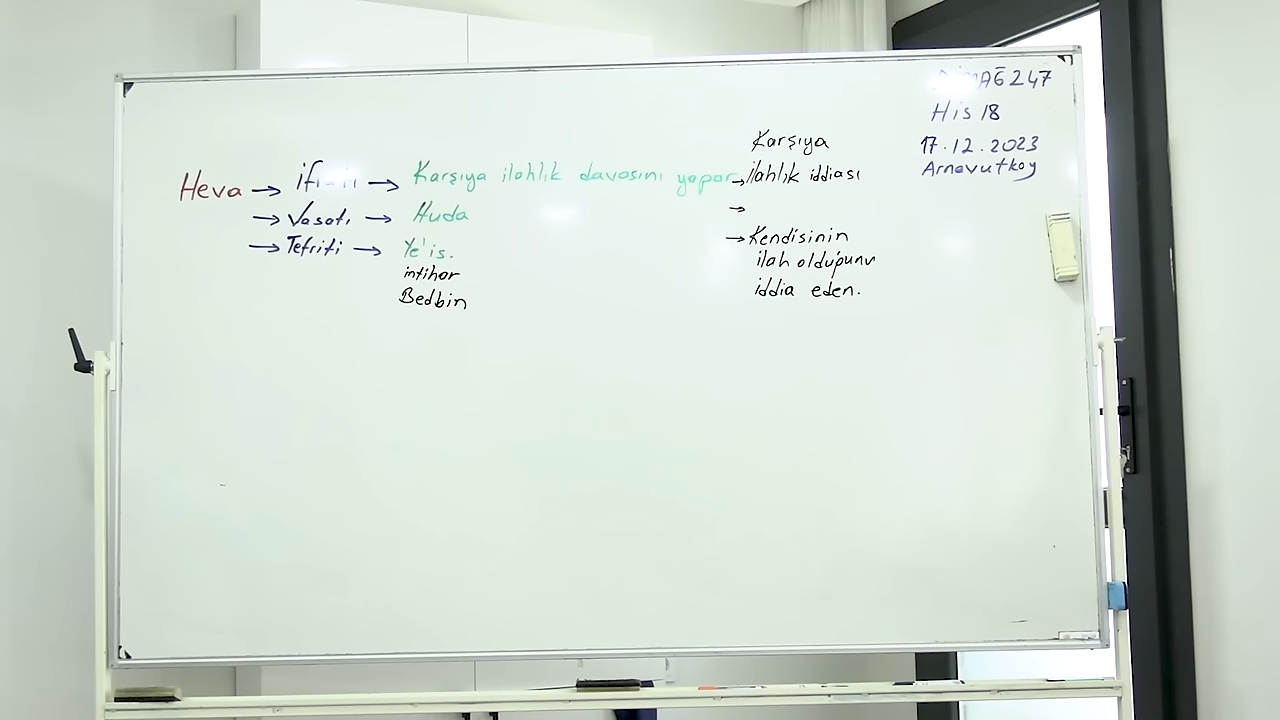 247
His 18
17.12.2023
Arnavutköy
Heva → ifrati → Karşıya ilahlık davasını yapar
→ Vasatı → Huda
→ Tefriti → Ye'is.
intihar
Bedbin
Karşıya
→ ilahlık iddiası
→
→ Kendisinin
ilah olduğunu
iddia eden.